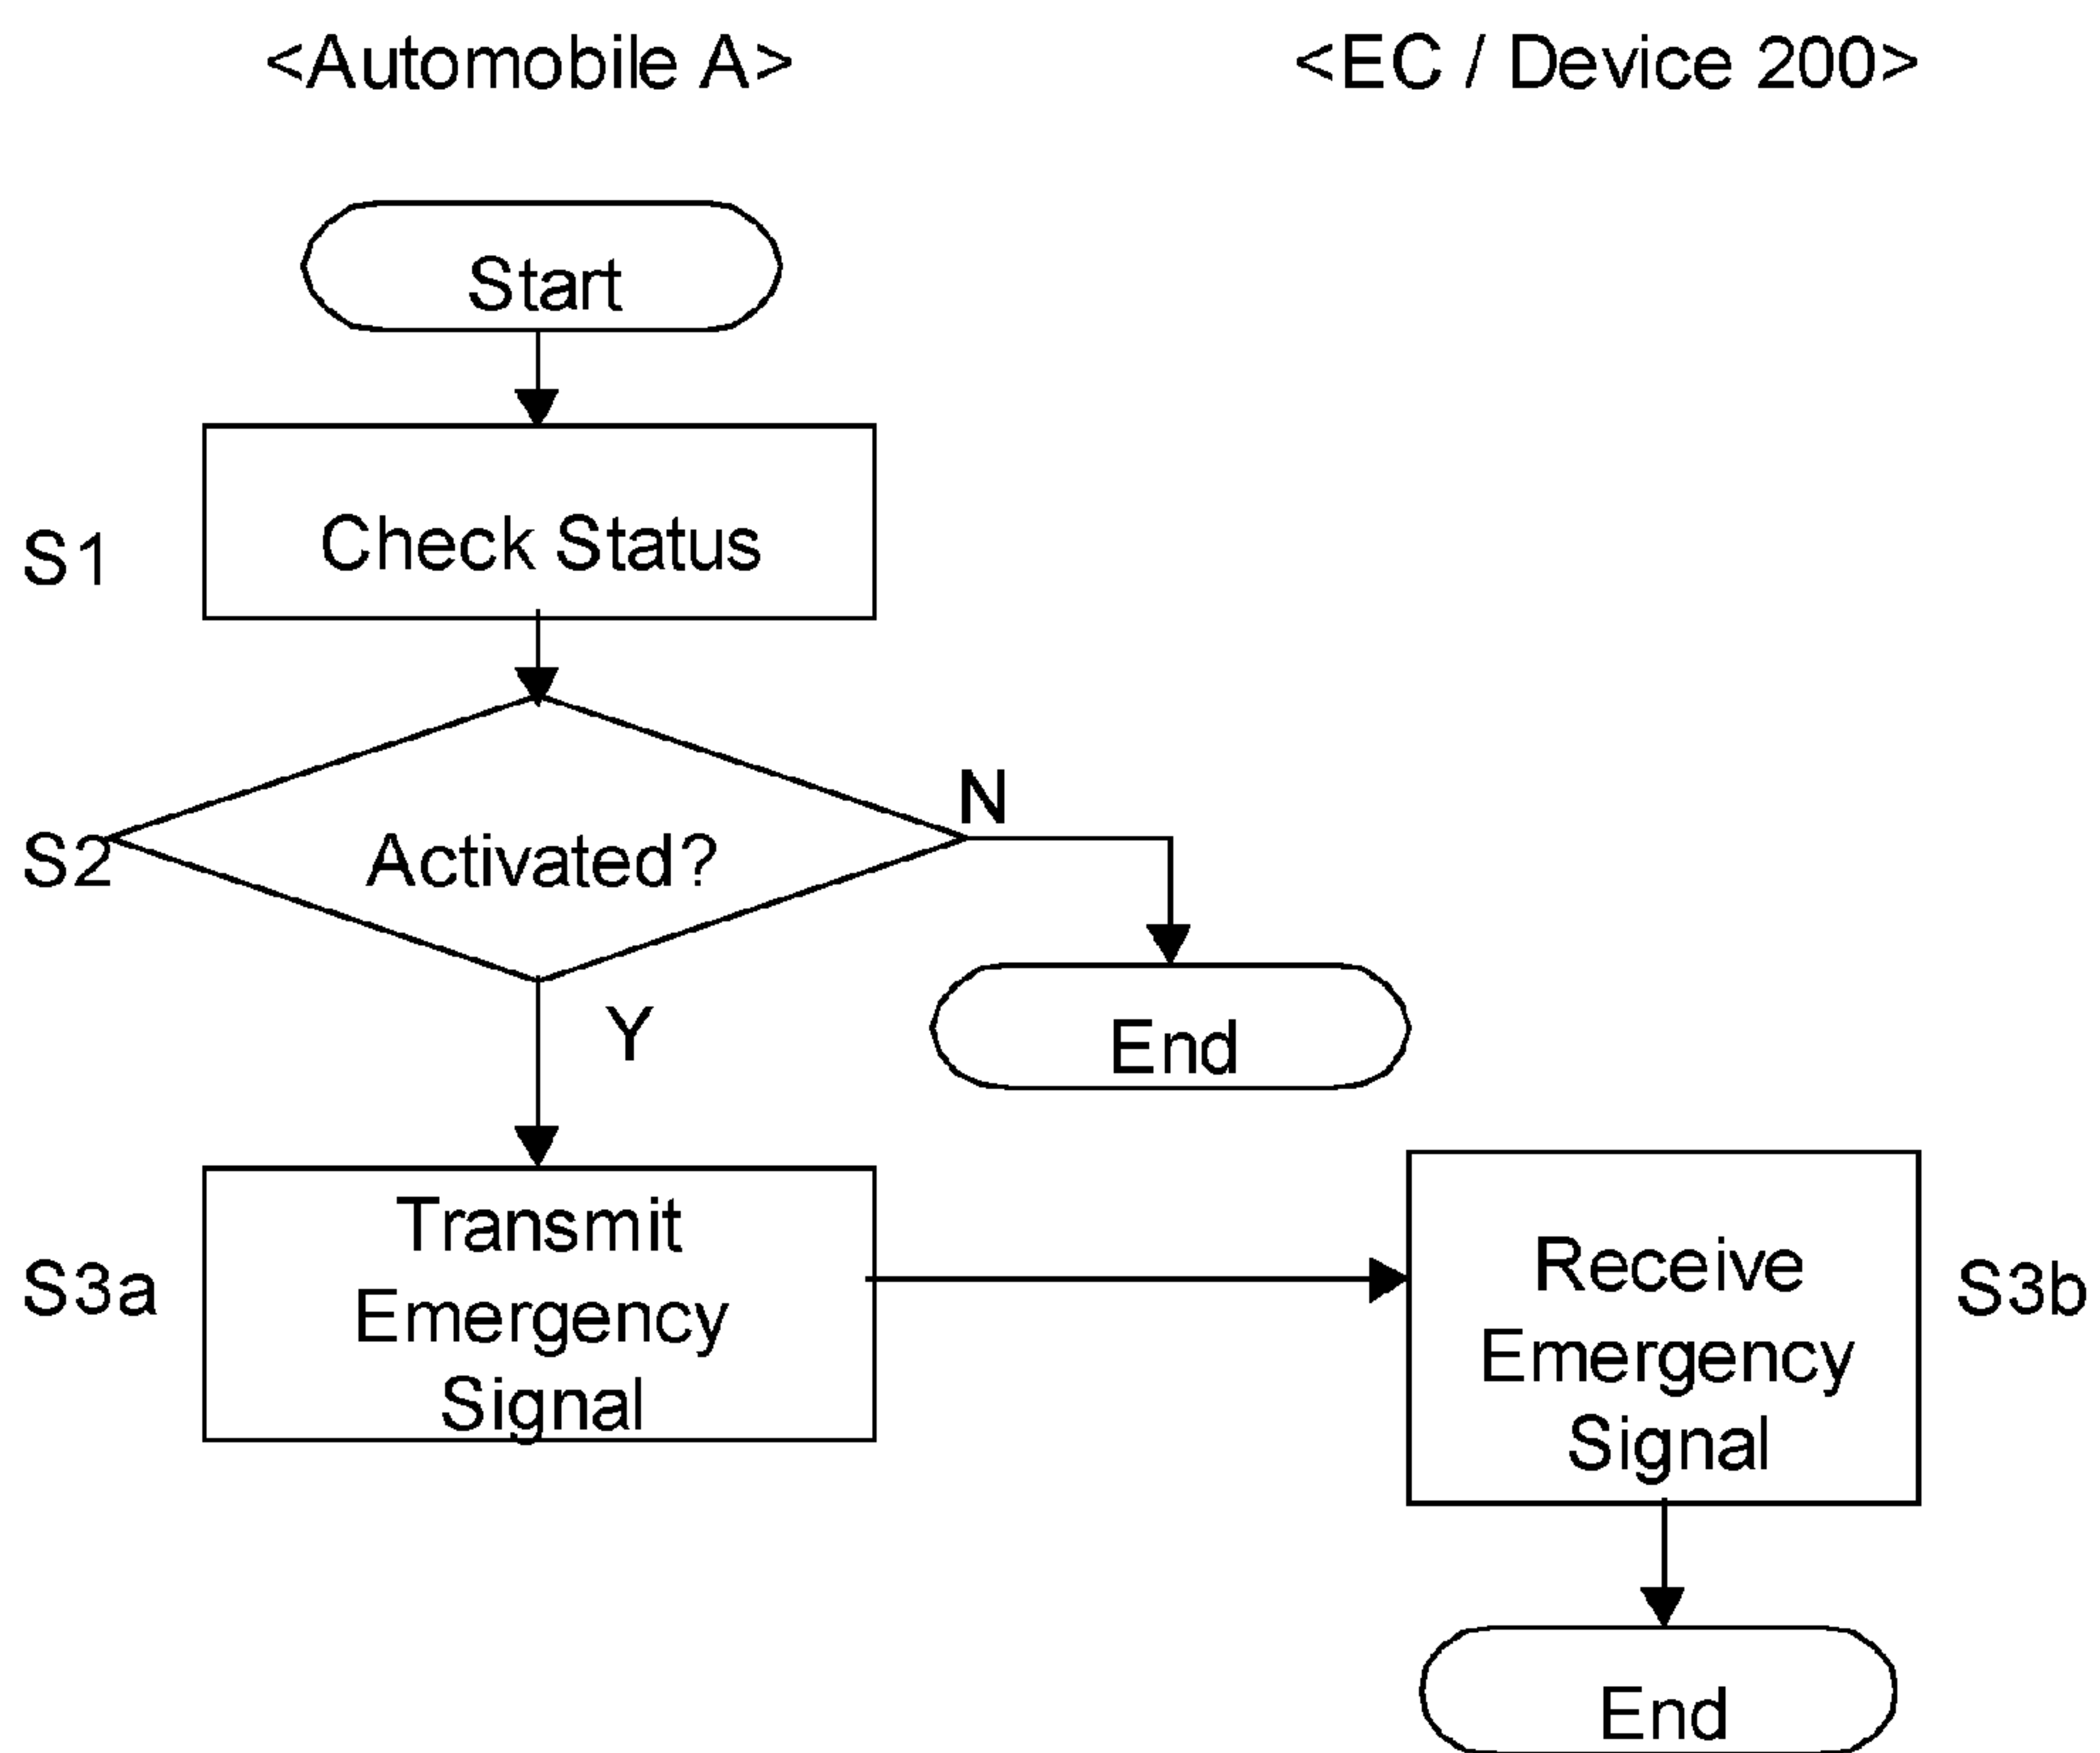 <Automobile A>
<EC / Device 200>
Start
S1
Check Status
S2
Activated?
N
Y
End
S3a
Transmit
Emergency
Signal
Receive
Emergency
Signal
S3b
End